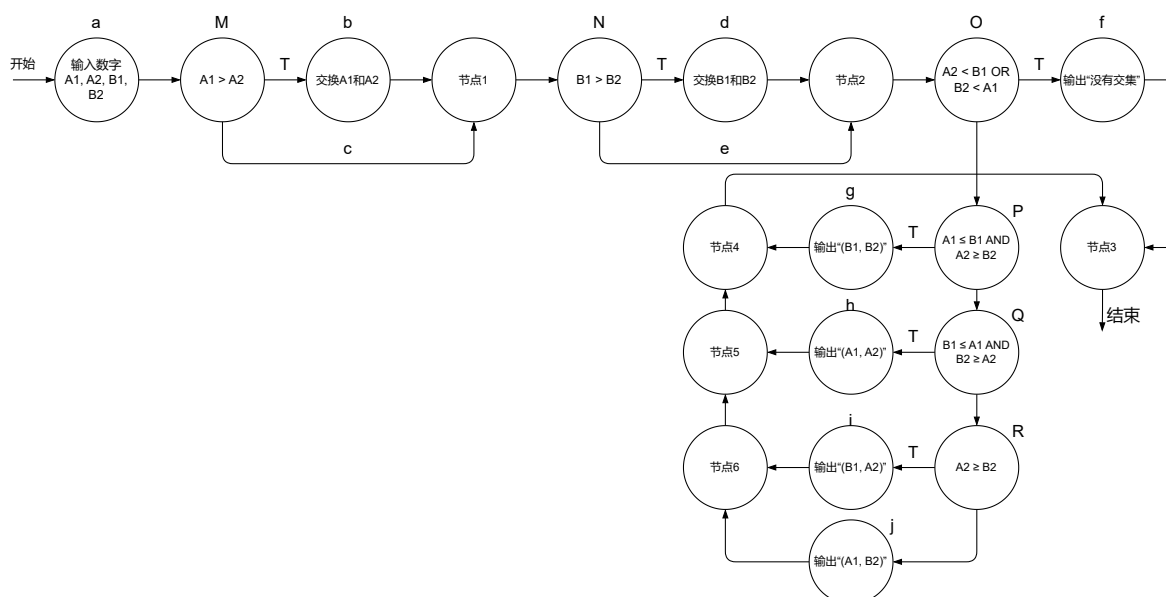 a
M
b
N
d
O
f
开始
输入数字
A1, A2, B1,
B2
A1 > A2
T
交换A1和A2
节点1
B1 > B2
T
交换B1和B2
节点2
A2 < B1 OR
B2 < A1
T
输出“没有交集”
c
e
g
P
节点4
输出“(B1, B2)”
T
A1 ≤ B1 AND
A2 ≥ B2
节点3
h
Q
结束
节点5
输出“(A1, A2)”
T
B1 ≤ A1 AND
B2 ≥ A2
i
R
节点6
输出“(B1, A2)”
T
A2 ≥ B2
j
输出“(A1, B2)”